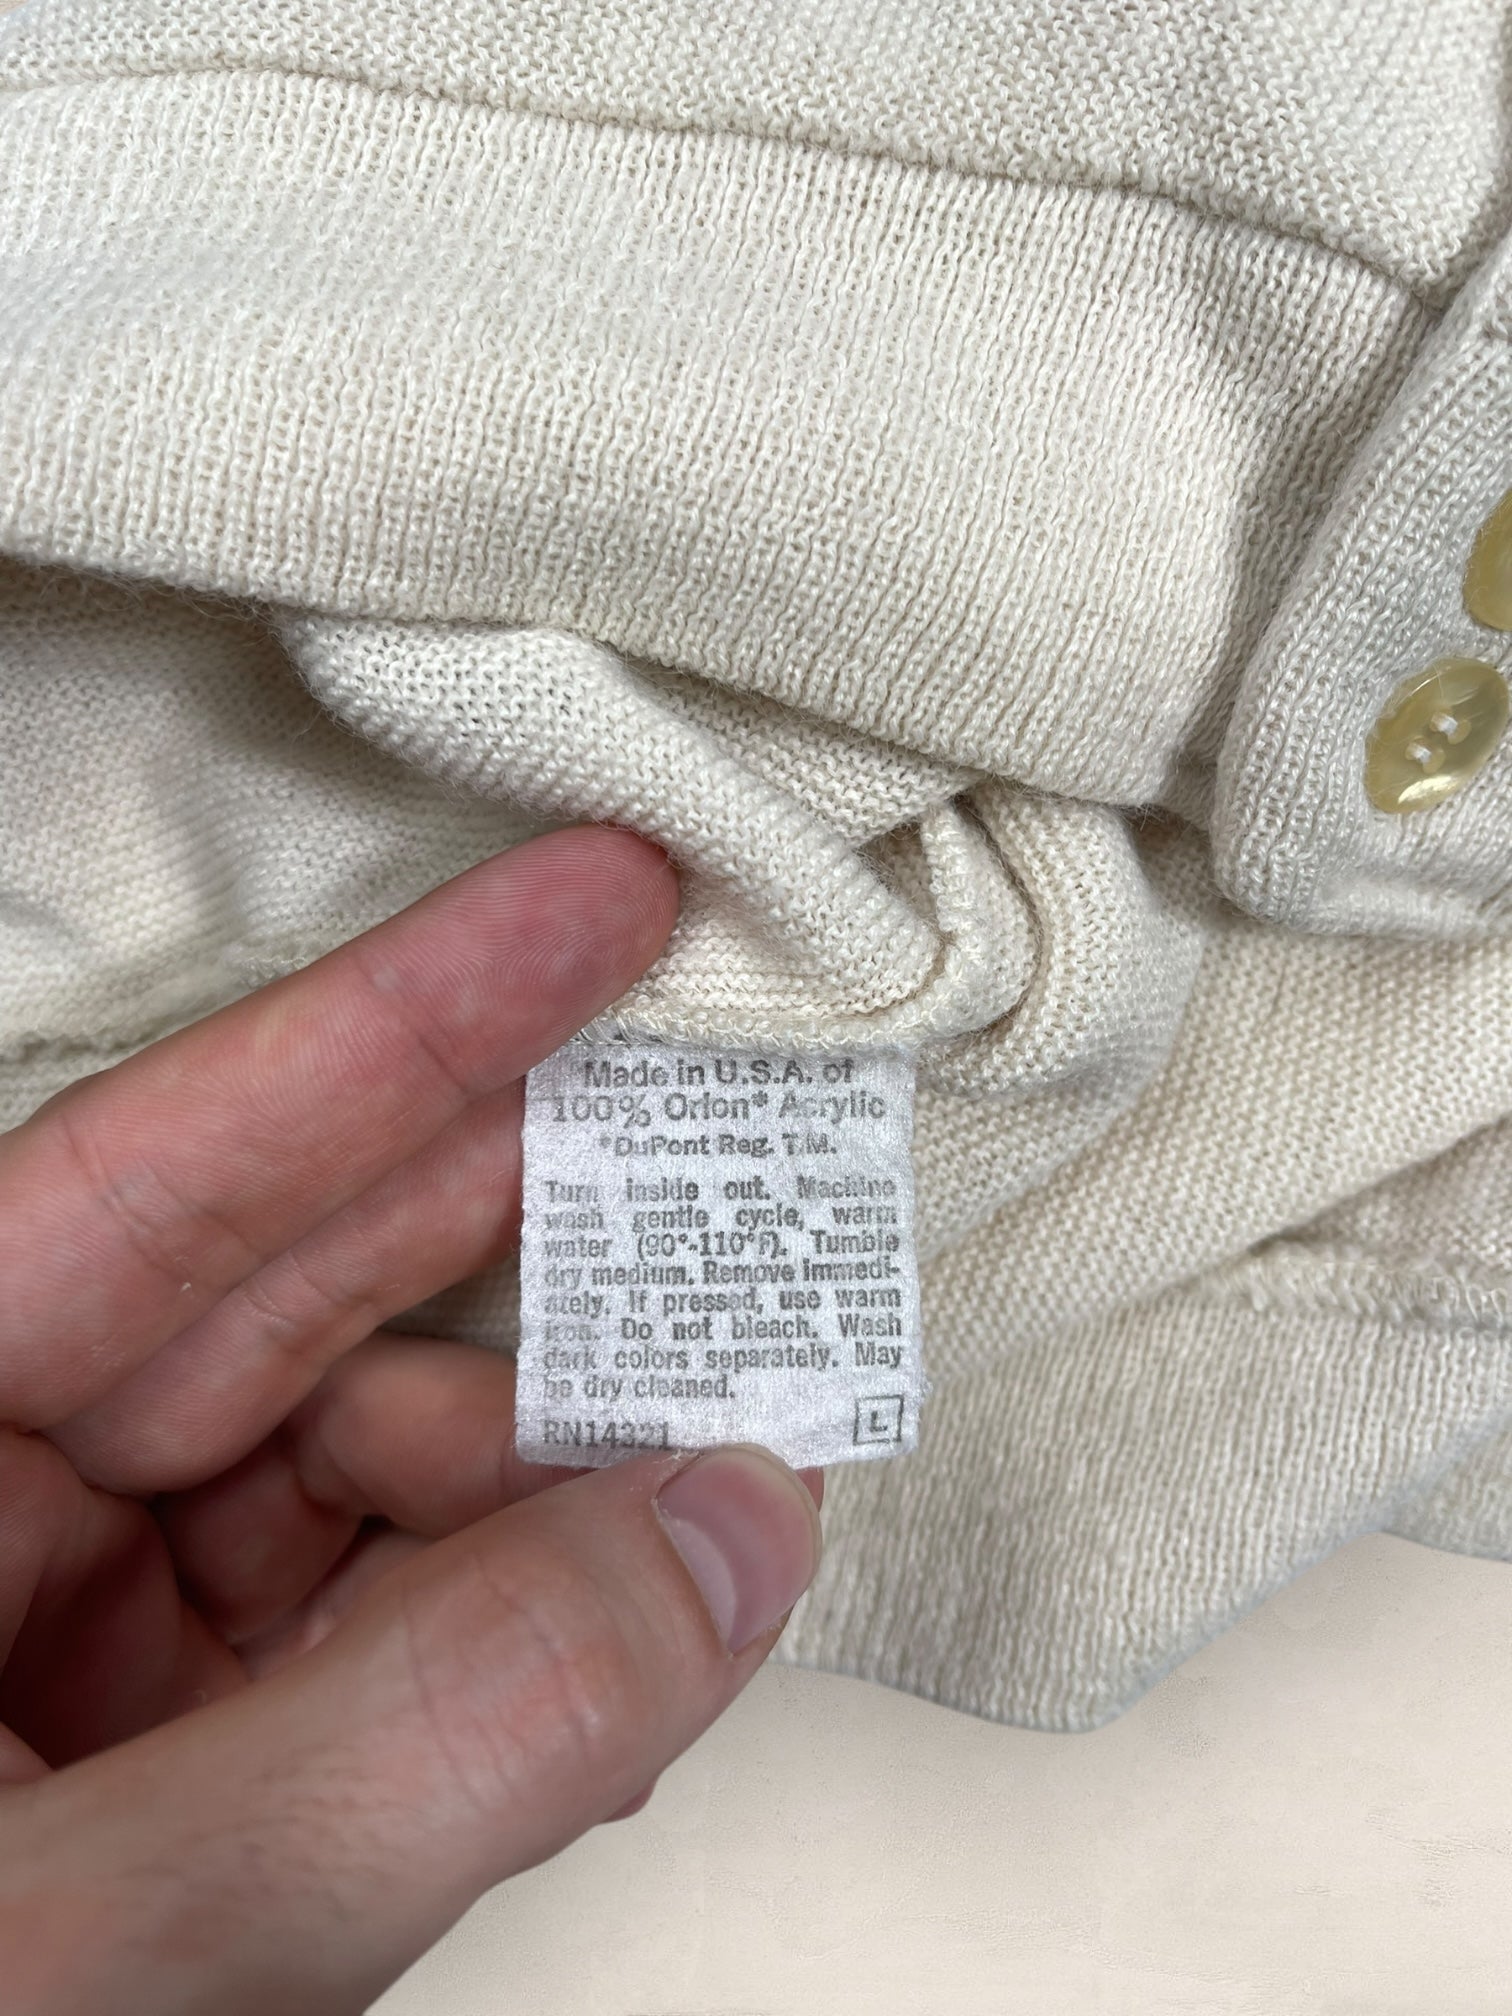 Made in U.S.A. of
100% Orlon* Acrylic
*DuPont Reg. T.M.
Turn inside out. Machine
wash gentle cycle, warm
water (90°-110°F). Tumble
dry medium. Remove immedi-
ately. If pressed, use warm
iron. Do not bleach. Wash
dark colors separately. May
be dry cleaned.
RN14321
L